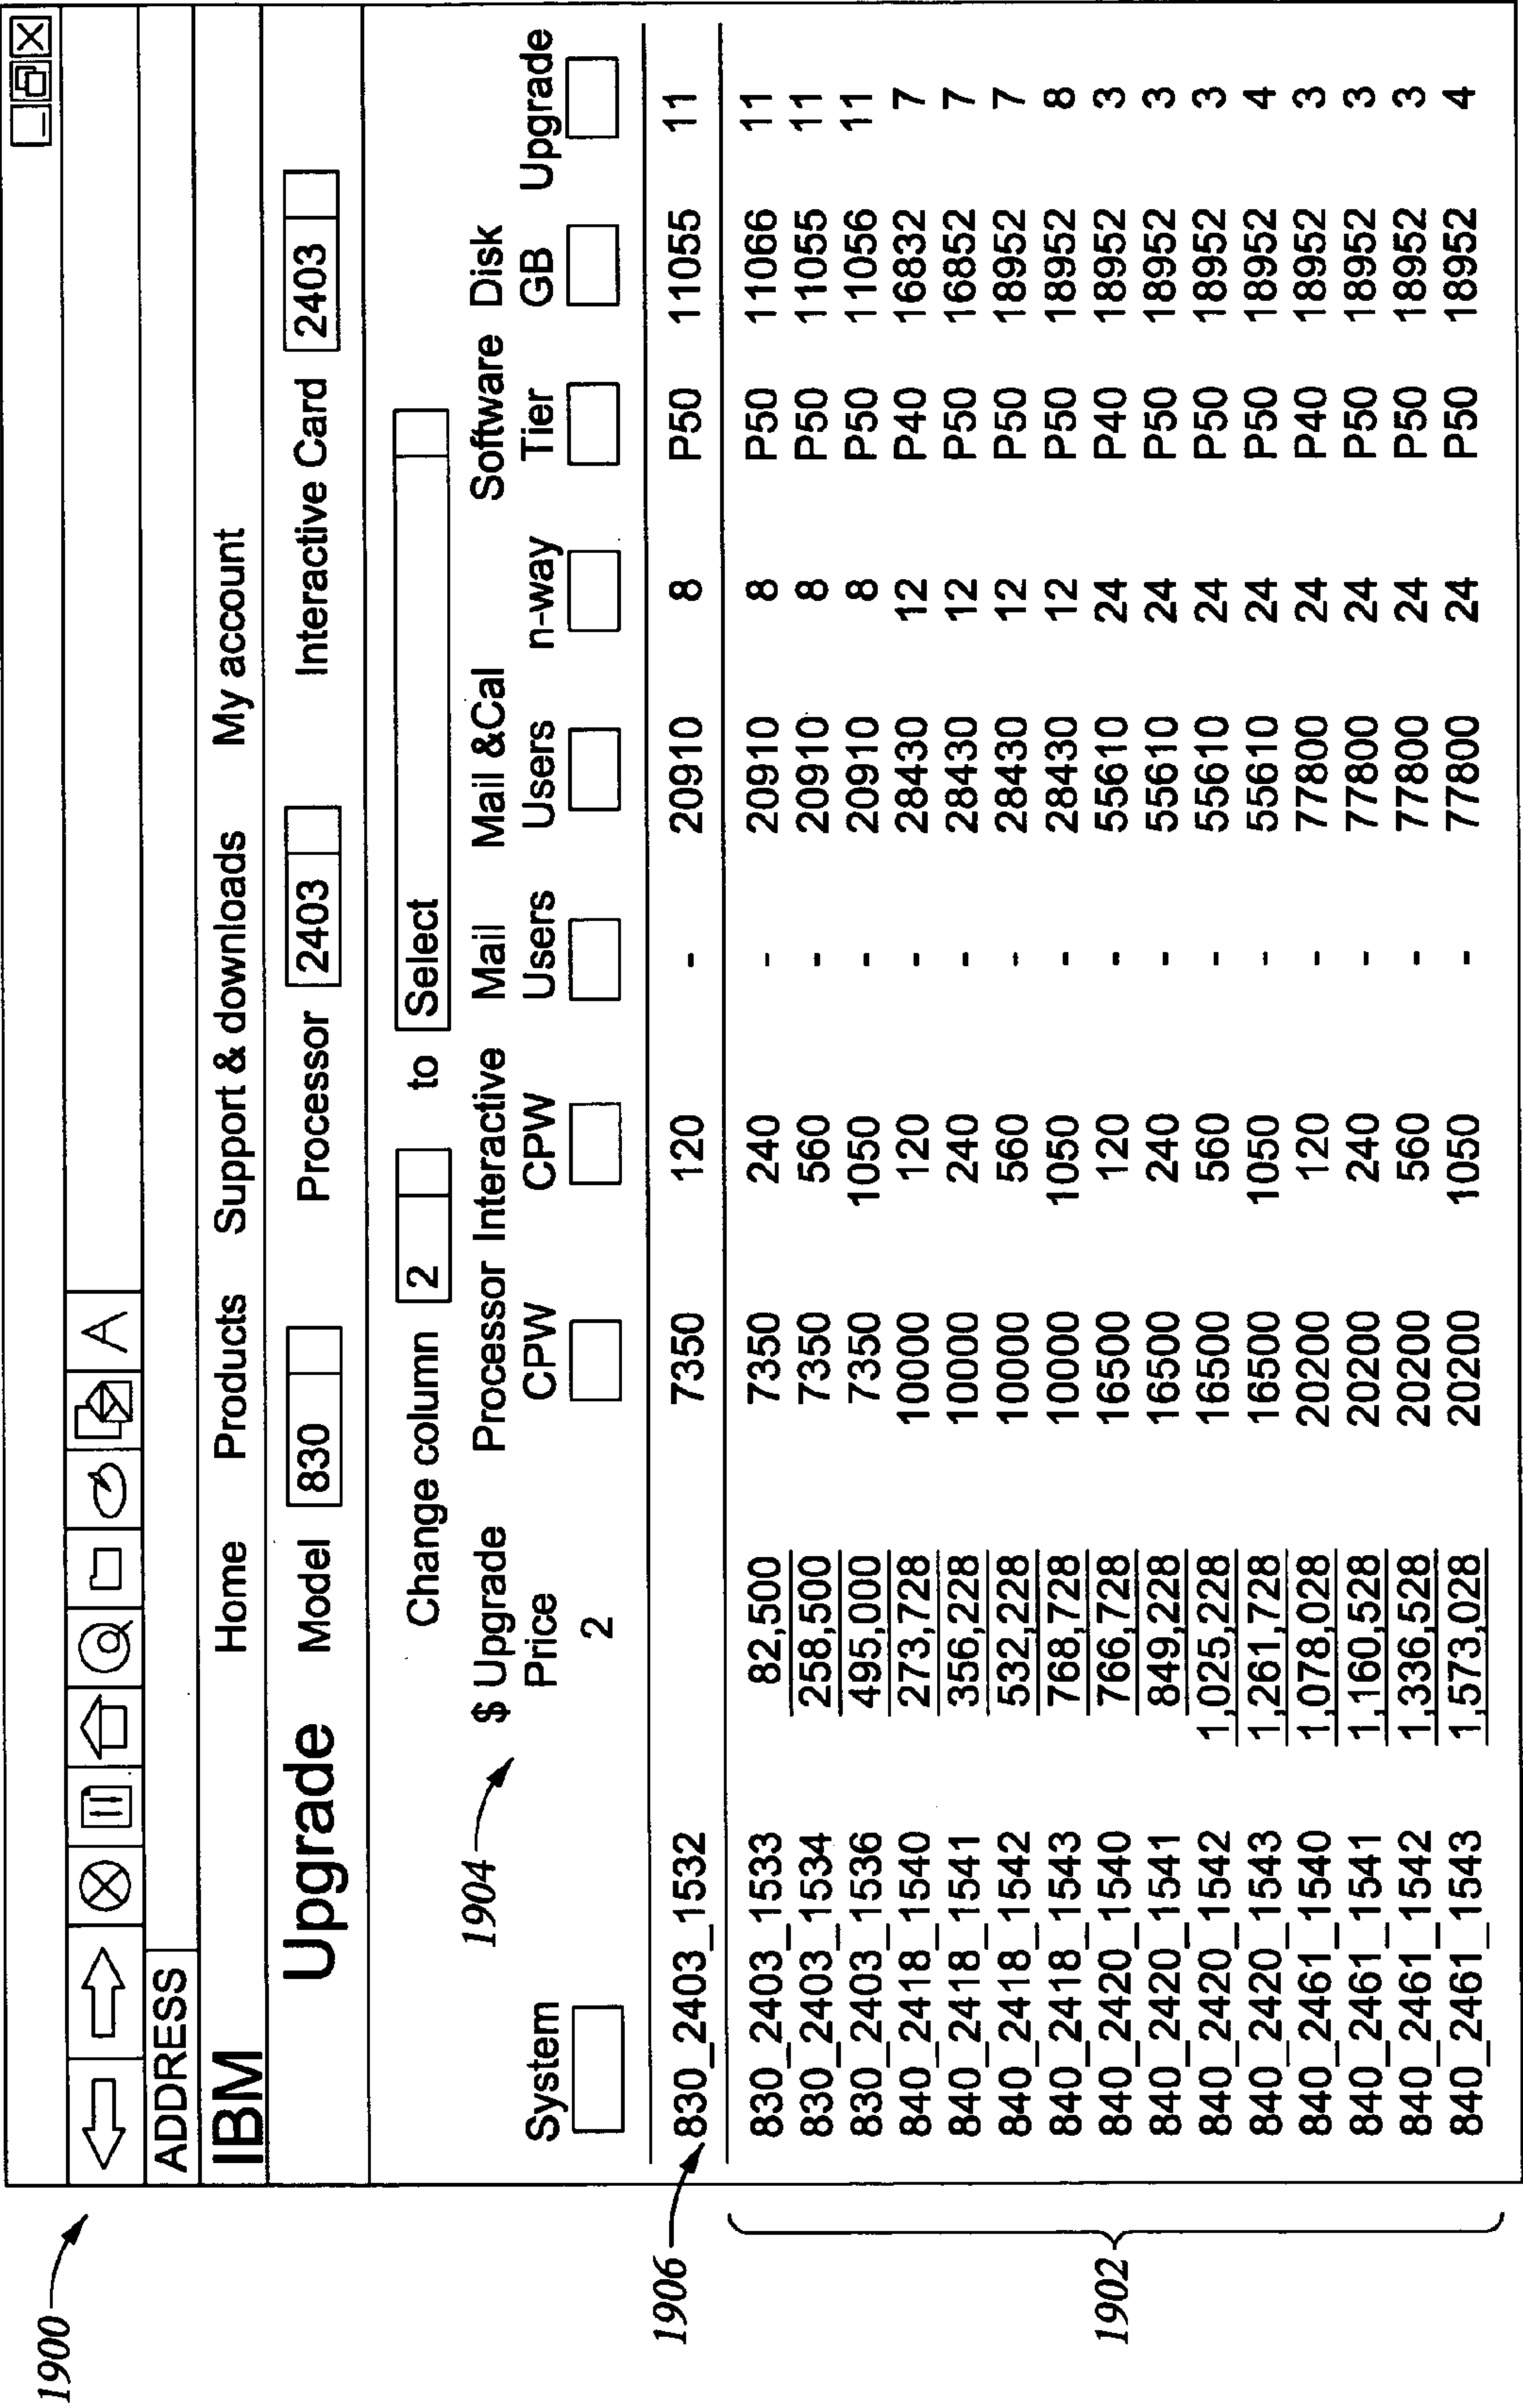 1900
ADDRESS
IBM Home Products Support & downloads My account
Upgrade Model 830 Processor 2403 Interactive Card 2403
Change column 2 to Select
1904
$ Upgrade Processor Interactive Mail Mail &Cal Software Disk
System Price CPW CPW Users Users n-way Tier GB Upgrade
2
1906
830_2403_1532 7350 120 - 20910 8 P50 11055 11
830_2403_1533 82,500 7350 240 - 20910 8 P50 11066 11
830_2403_1534 258,500 7350 560 - 20910 8 P50 11055 11
830_2403_1536 495,000 7350 1050 - 20910 8 P50 11056 11
840_2418_1540 273,728 10000 120 - 28430 12 P40 16832 7
840_2418_1541 356,228 10000 240 - 28430 12 P50 16852 7
840_2418_1542 532,228 10000 560 - 28430 12 P50 18952 7
840_2418_1543 768,728 10000 1050 - 28430 12 P50 18952 8
840_2420_1540 766,728 16500 120 - 55610 24 P40 18952 3
840_2420_1541 849,228 16500 240 - 55610 24 P50 18952 3
840_2420_1542 1,025,228 16500 560 - 55610 24 P50 18952 3
840_2420_1543 1,261,728 16500 1050 - 55610 24 P50 18952 4
840_2461_1540 1,078,028 20200 120 - 77800 24 P40 18952 3
840_2461_1541 1,160,528 20200 240 - 77800 24 P50 18952 3
840_2461_1542 1,336,528 20200 560 - 77800 24 P50 18952 3
840_2461_1543 1,573,028 20200 1050 - 77800 24 P50 18952 4
1902